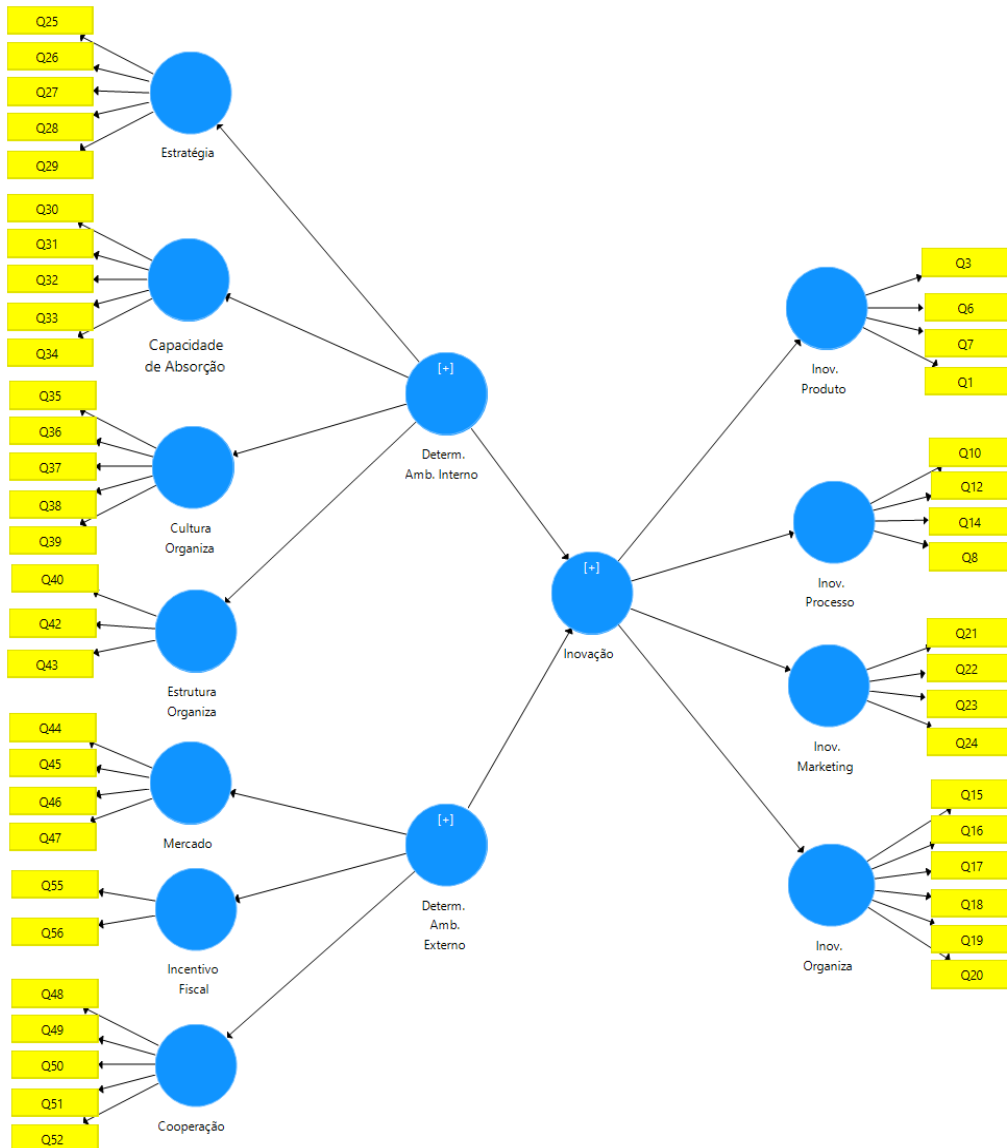 Q25
Q26
Q27
Q28
Q29
Estratégia
Q30
Q31
Q32
Q33
Q34
Capacidade
de Absorção
Q35
Q36
Q37
Q38
Q39
Cultura
Organiza
Q40
Q42
Q43
Estrutura
Organiza
Q44
Q45
Q46
Q47
Mercado
Q55
Q56
Incentivo
Fiscal
Q48
Q49
Q50
Q51
Q52
Cooperação
[+]
Determ.
Amb. Interno
[+]
Determ.
Amb.
Externo
[+]
Inovação
Inov.
Produto
Q3
Q6
Q7
Q1
Inov.
Processo
Q10
Q12
Q14
Q8
Inov.
Marketing
Q21
Q22
Q23
Q24
Inov.
Organiza
Q15
Q16
Q17
Q18
Q19
Q20